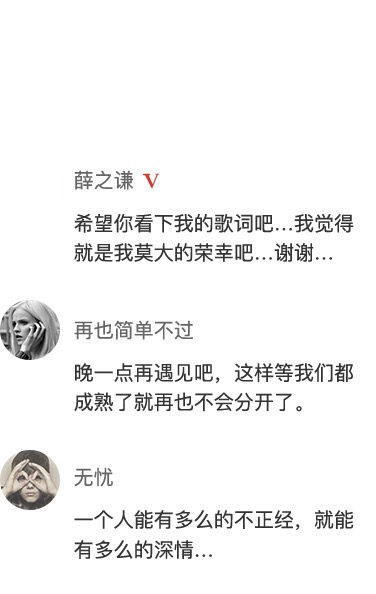 薛之谦 V
希望你看下我的歌词吧…我觉得
就是我莫大的荣幸吧…谢谢…
再也简单不过
晚一点再遇见吧，这样等我们都
成熟了就再也不会分开了。
无忧
一个人能有多么的不正经，就能
有多么的深情…